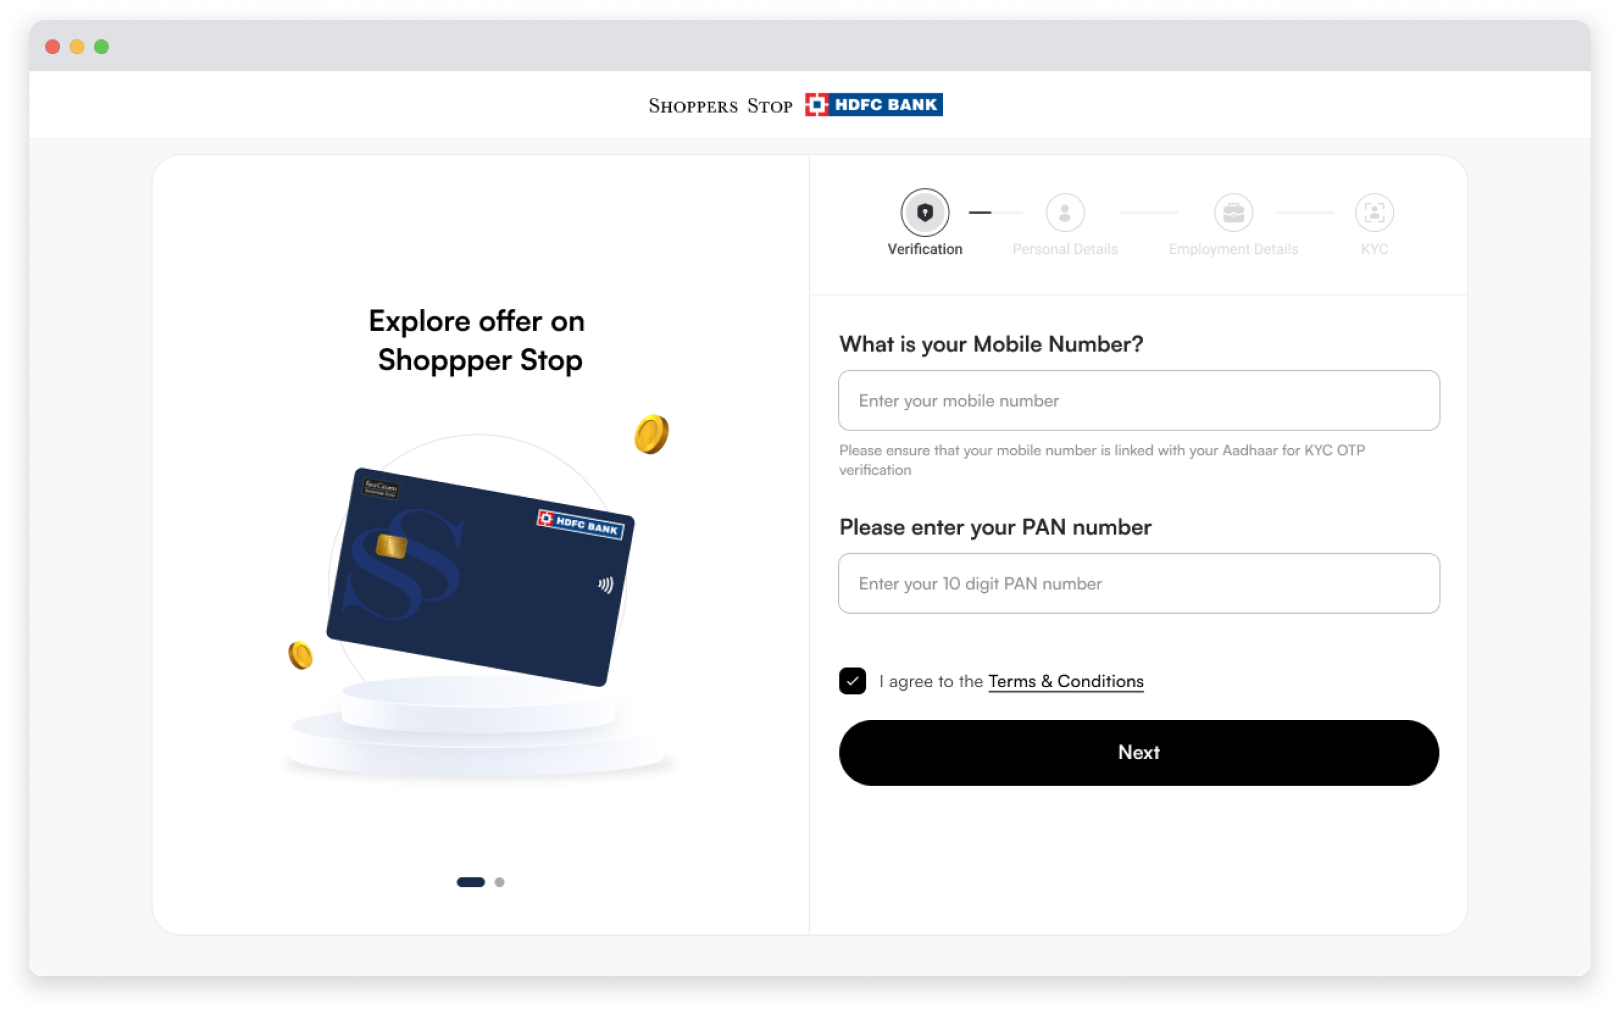 SHOPPERS STOP HDFC BANK
Explore offer on
Shoppper Stop
HDFC BANK
Verification
Personal Details
Employment Details
KYC
What is your Mobile Number?
Enter your mobile number
Please ensure that your mobile number is linked with your Aadhaar for KYC OTP
verification
Please enter your PAN number
Enter your 10 digit PAN number
I agree to the Terms & Conditions
Next